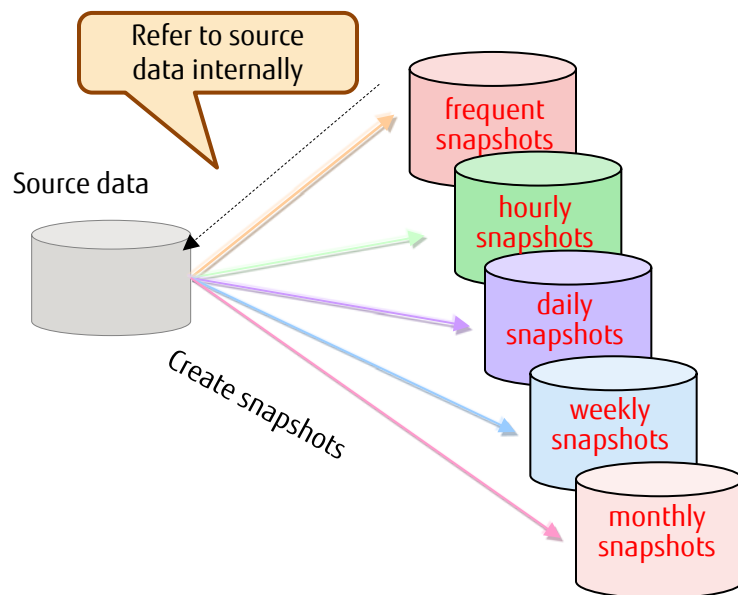 Refer to source
data internally
frequent
snapshots
Source data
hourly
snapshots
daily
snapshots
Create snapshots
weekly
snapshots
monthly
snapshots